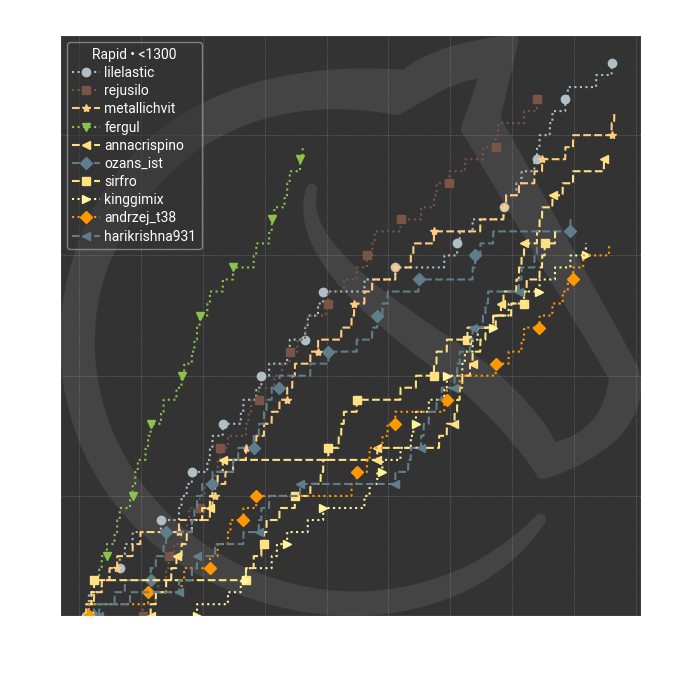 Rapid • <1300
lilelastic
rejusilo
metallichvit
fergul
annacrispino
ozans_ist
sirfro
kinggimix
andrzej_t38
harikrishna931